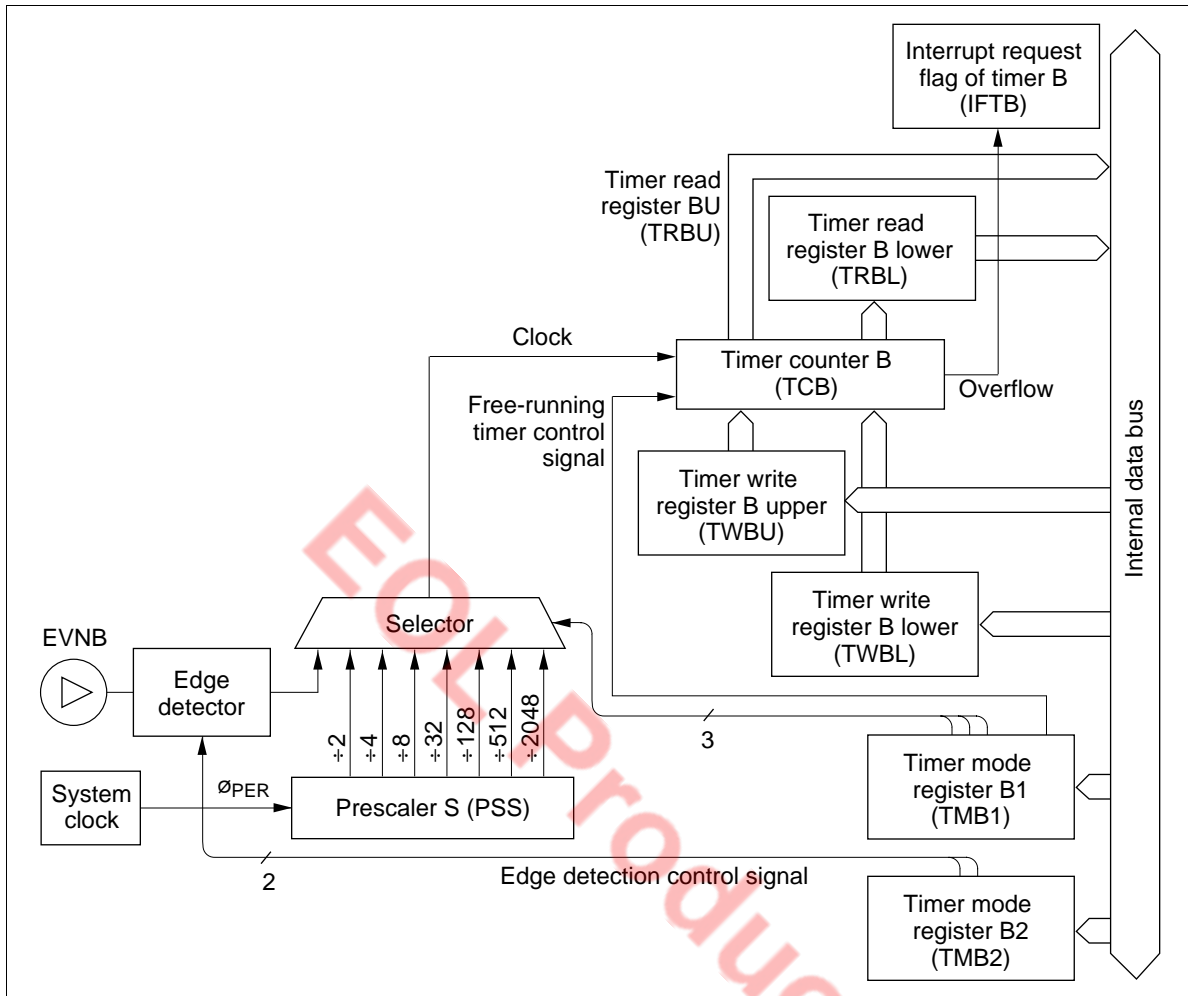 Interrupt request
flag of timer B
(IFTB)
Timer read
register BU
(TRBU)
Timer read
register B lower
(TRBL)
Clock
Timer counter B
(TCB)
Overflow
Free-running
timer control
signal
Timer write
register B upper
(TWBU)
Internal data bus
Timer write
register B lower
(TWBL)
Selector
EVNB
Edge
detector
÷2
÷4
÷8
÷32
÷128
÷512
÷2048
3
System
clock
øPER
Prescaler S (PSS)
Timer mode
register B1
(TMB1)
2
Edge detection control signal
Timer mode
register B2
(TMB2)
EOL Produc